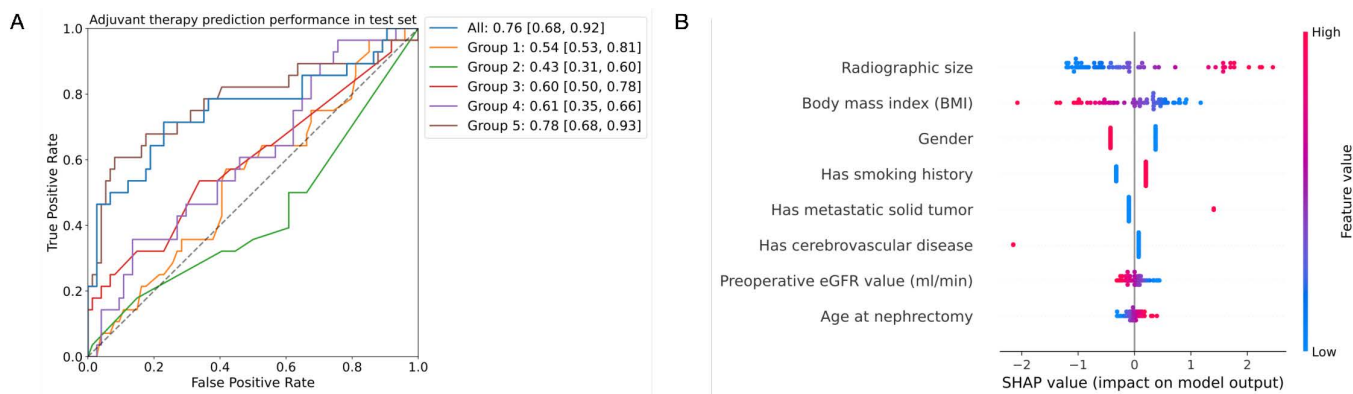 A
Adjuvant therapy prediction performance in test set
1.0
0.8
0.6
0.4
0.2
0.0
True Positive Rate
0.0 0.2 0.4 0.6 0.8 1.0
False Positive Rate
All: 0.76 [0.68, 0.92]
Group 1: 0.54 [0.53, 0.81]
Group 2: 0.43 [0.31, 0.60]
Group 3: 0.60 [0.50, 0.78]
Group 4: 0.61 [0.35, 0.66]
Group 5: 0.78 [0.68, 0.93]
B
Radiographic size
Body mass index (BMI)
Gender
Has smoking history
Has metastatic solid tumor
Has cerebrovascular disease
Preoperative eGFR value (ml/min)
Age at nephrectomy
−2 −1 0 1 2
SHAP value (impact on model output)
High
Feature value
Low